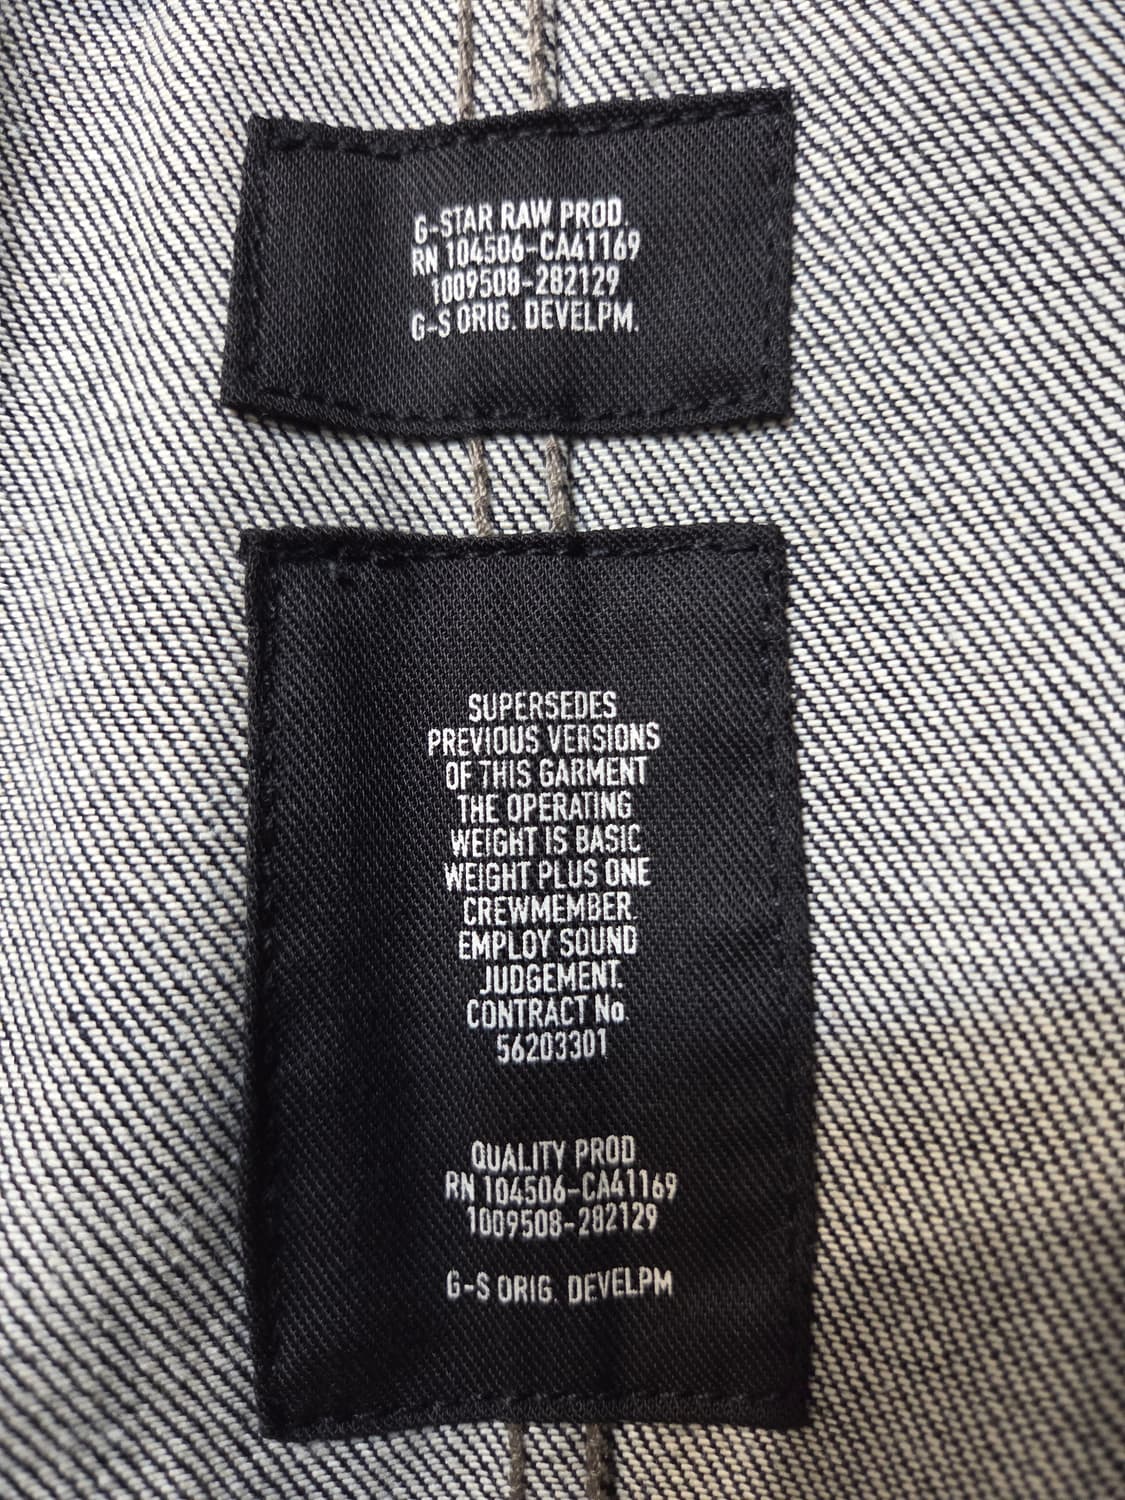 G-STAR RAW PROD.
RN 104506-CA41169
1009508-282129
G-S ORIG. DEVELPM.
SUPERSEDES
PREVIOUS VERSIONS
OF THIS GARMENT
THE OPERATING
WEIGHT IS BASIC
WEIGHT PLUS ONE
CREWMEMBER.
EMPLOY SOUND
JUDGEMENT.
CONTRACT No.
56203301
QUALITY PROD
RN 104506-CA41169
1009508-282129
G-S ORIG. DEVELPM